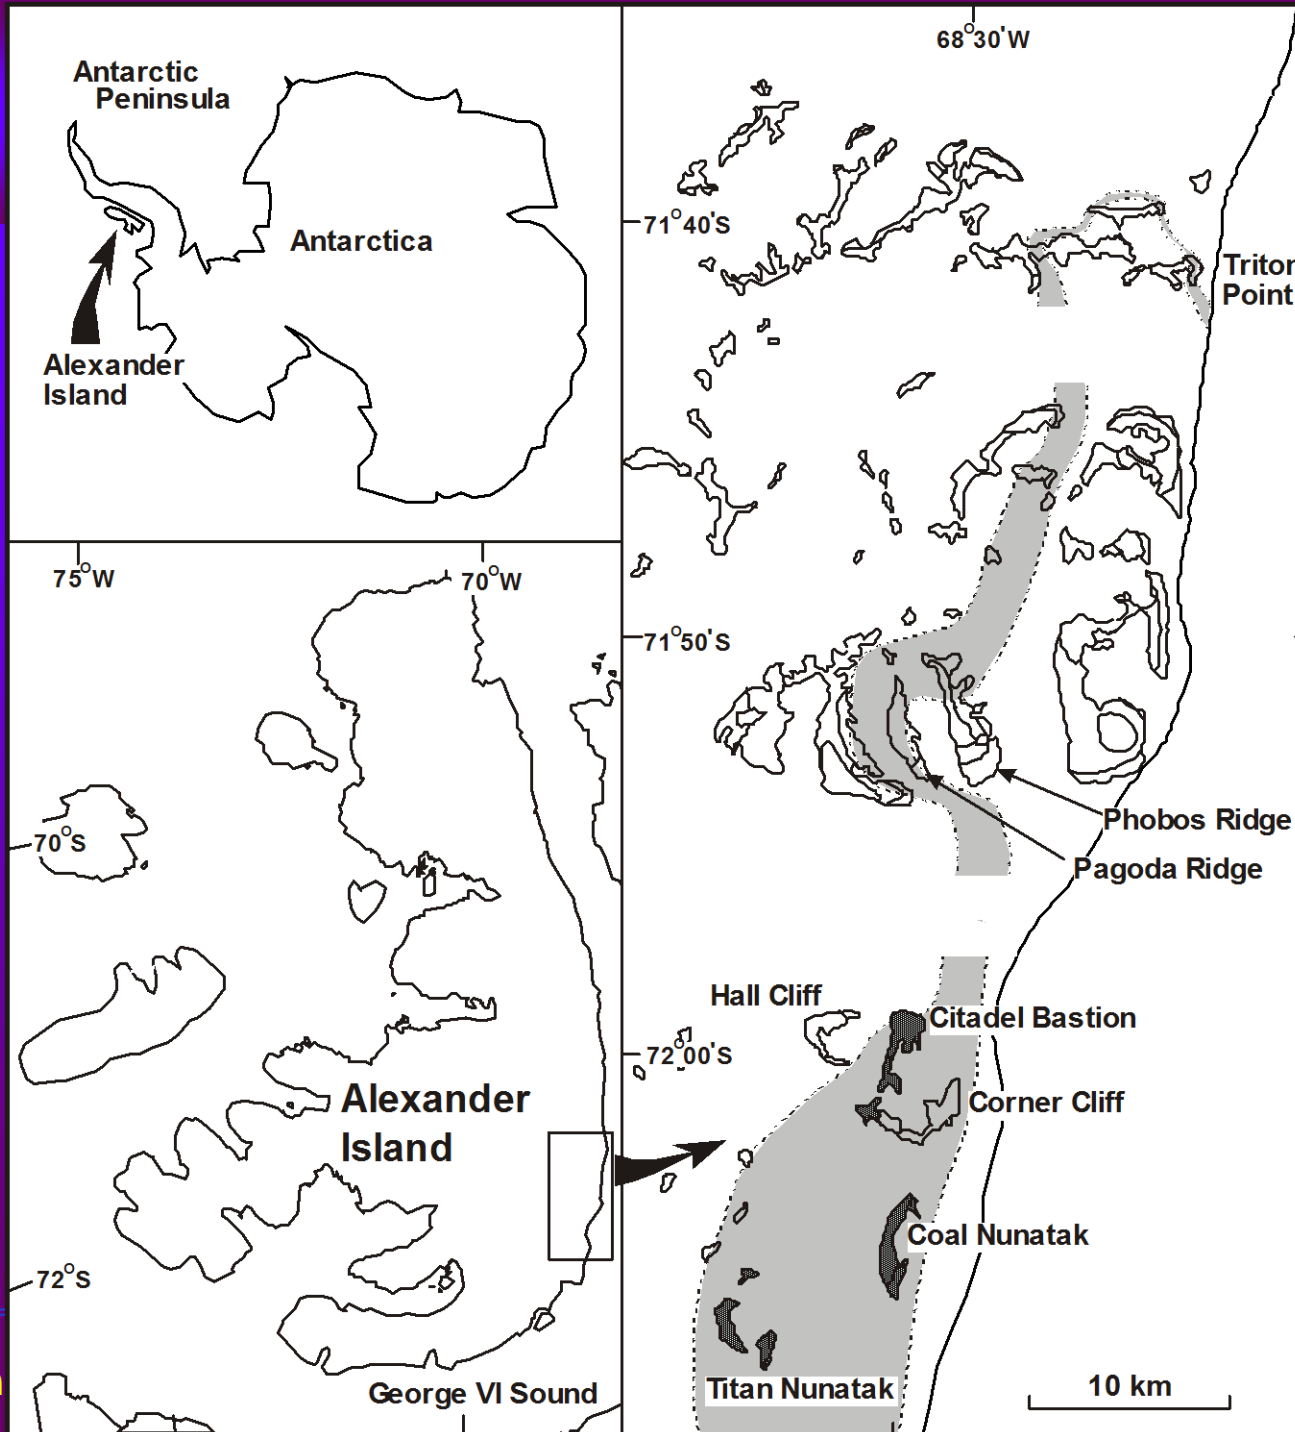 Antarctic
Peninsula
Antarctica
Alexander
Island
75°W
70°W
70°S
Alexander
Island
72°S
George VI Sound
68°30'W
71°40'S
Triton
Point
71°50'S
Phobos Ridge
Pagoda Ridge
Hall Cliff
Citadel Bastion
72°00'S
Corner Cliff
Coal Nunatak
Titan Nunatak
10 km